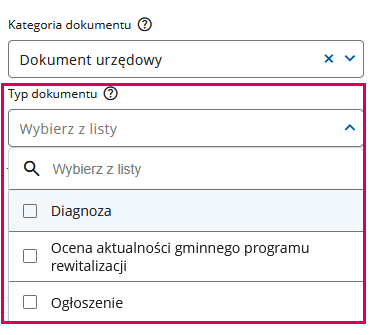 Kategoria dokumentu ?
Dokument urzędowy
Typ dokumentu ?
Wybierz z listy
Wybierz z listy
Diagnoza
Ocena aktualności gminnego programu
rewitalizacji
Ogłoszenie